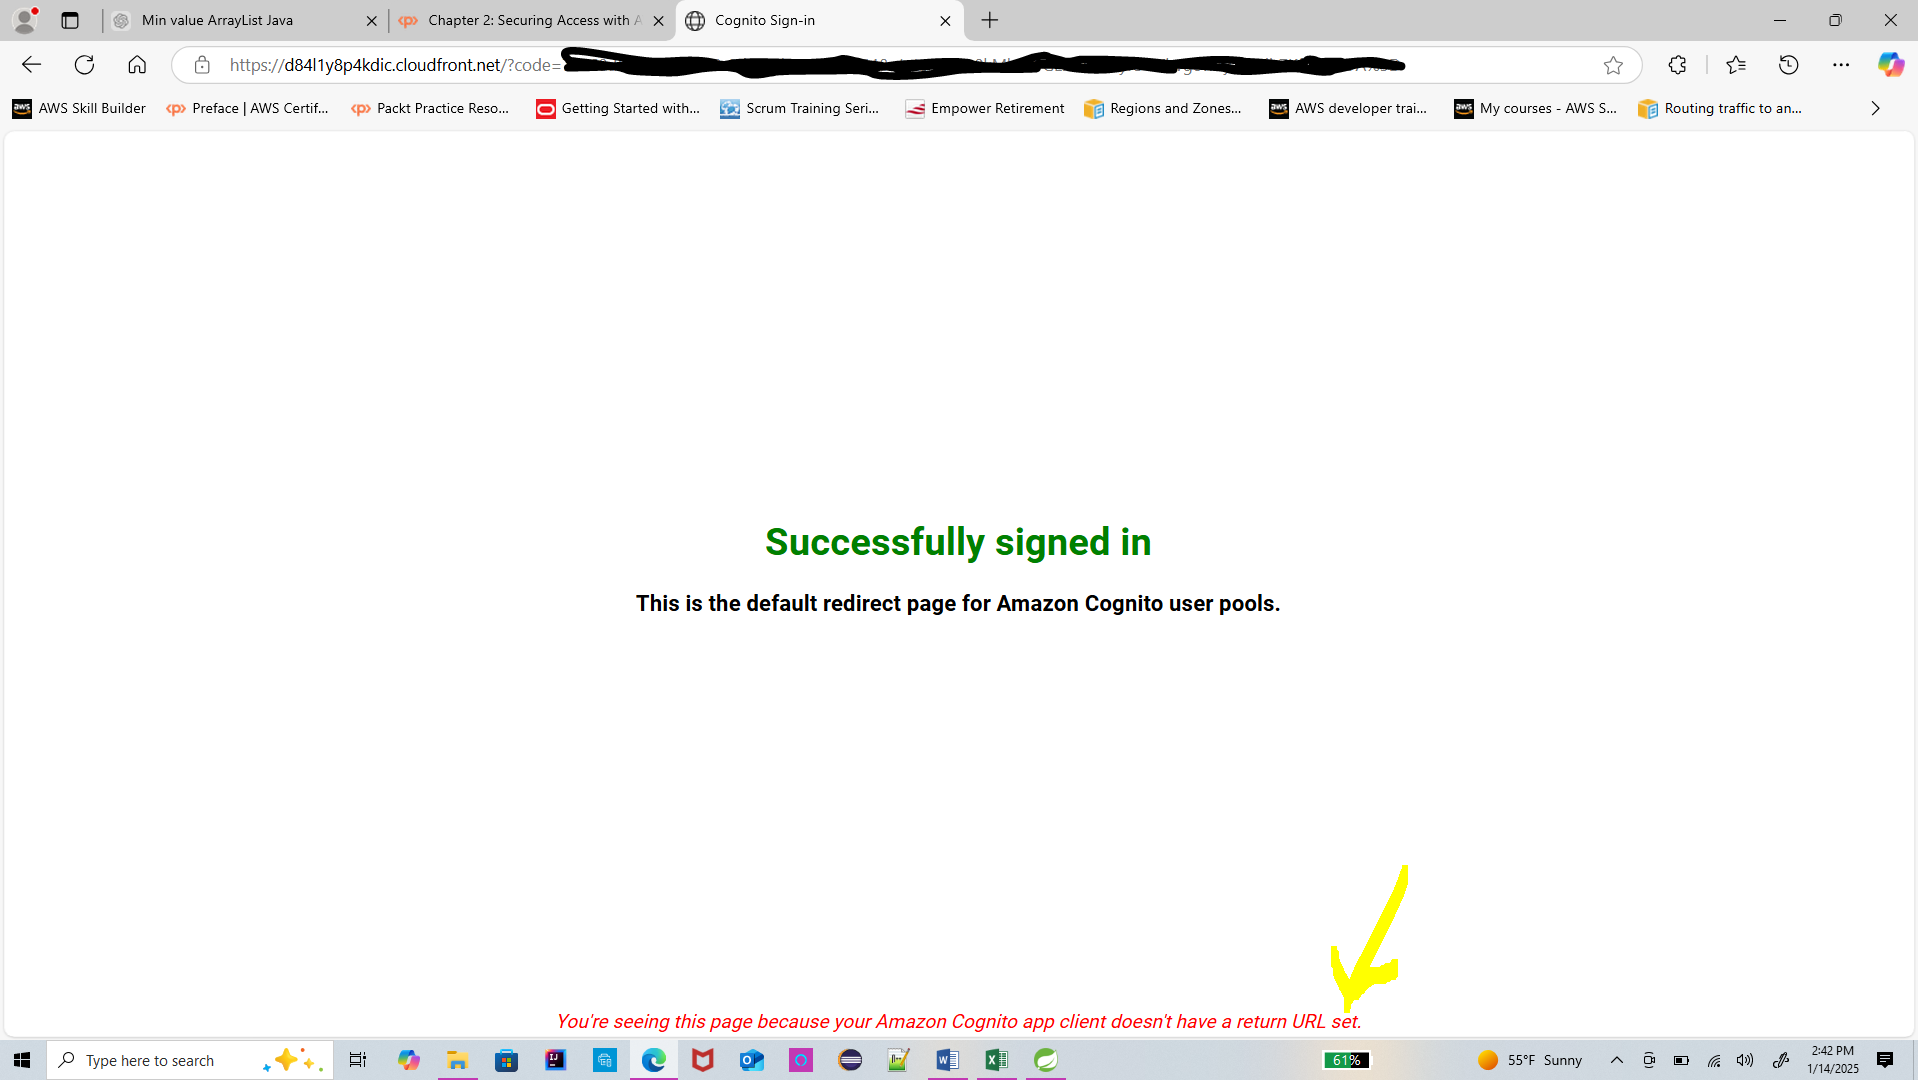 Min value ArrayList Java
Chapter 2: Securing Access with A
Cognito Sign-in
https://d84l1y8p4kdic.cloudfront.net/?code=
AWS Skill Builder
Preface | AWS Certif...
Packt Practice Reso...
Getting Started with...
Scrum Training Seri...
Empower Retirement
Regions and Zones...
AWS developer trai...
My courses - AWS S...
Routing traffic to an...
Successfully signed in
This is the default redirect page for Amazon Cognito user pools.
You're seeing this page because your Amazon Cognito app client doesn't have a return URL set.
Type here to search
61%
55°F Sunny
2:42 PM
1/14/2025